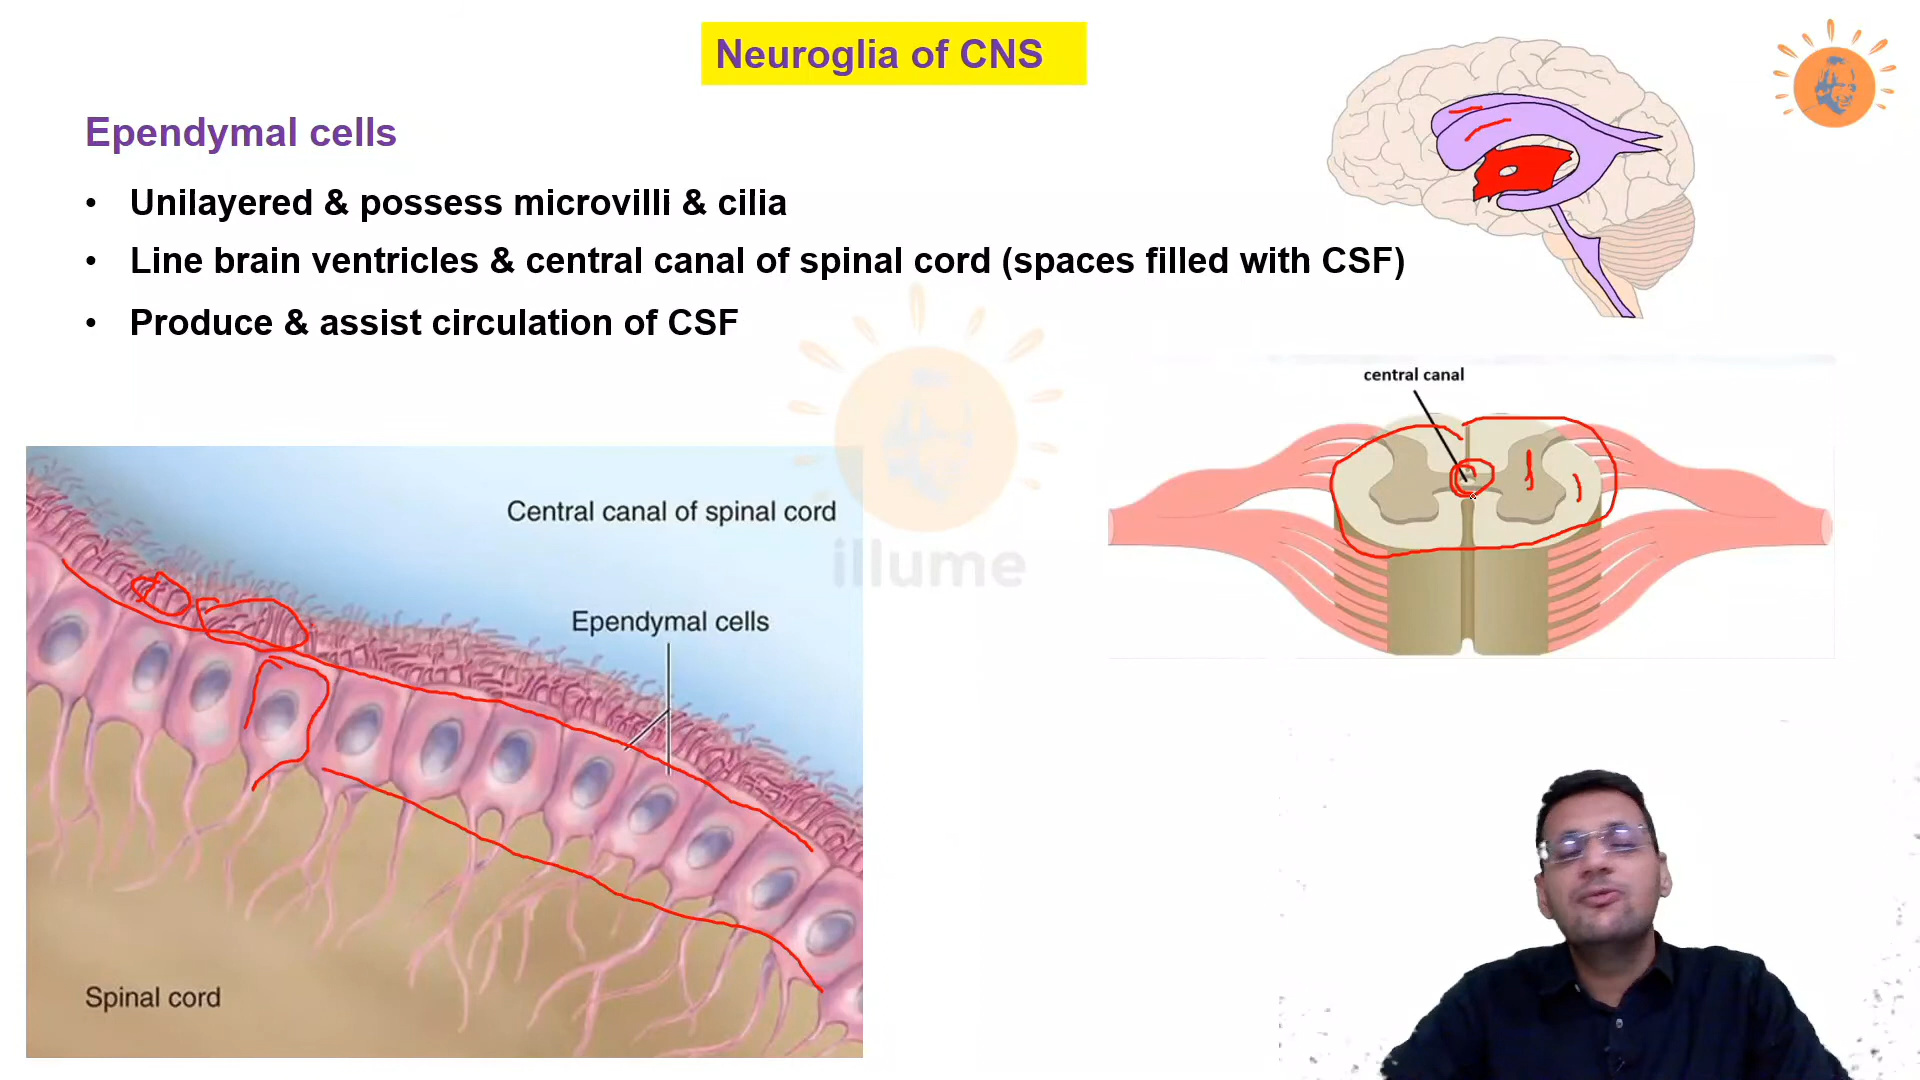 Neuroglia of CNS
Ependymal cells
• Unilayered & possess microvilli & cilia
• Line brain ventricles & central canal of spinal cord (spaces filled with CSF)
• Produce & assist circulation of CSF
central canal
Central canal of spinal cord
illume
Ependymal cells
Spinal cord